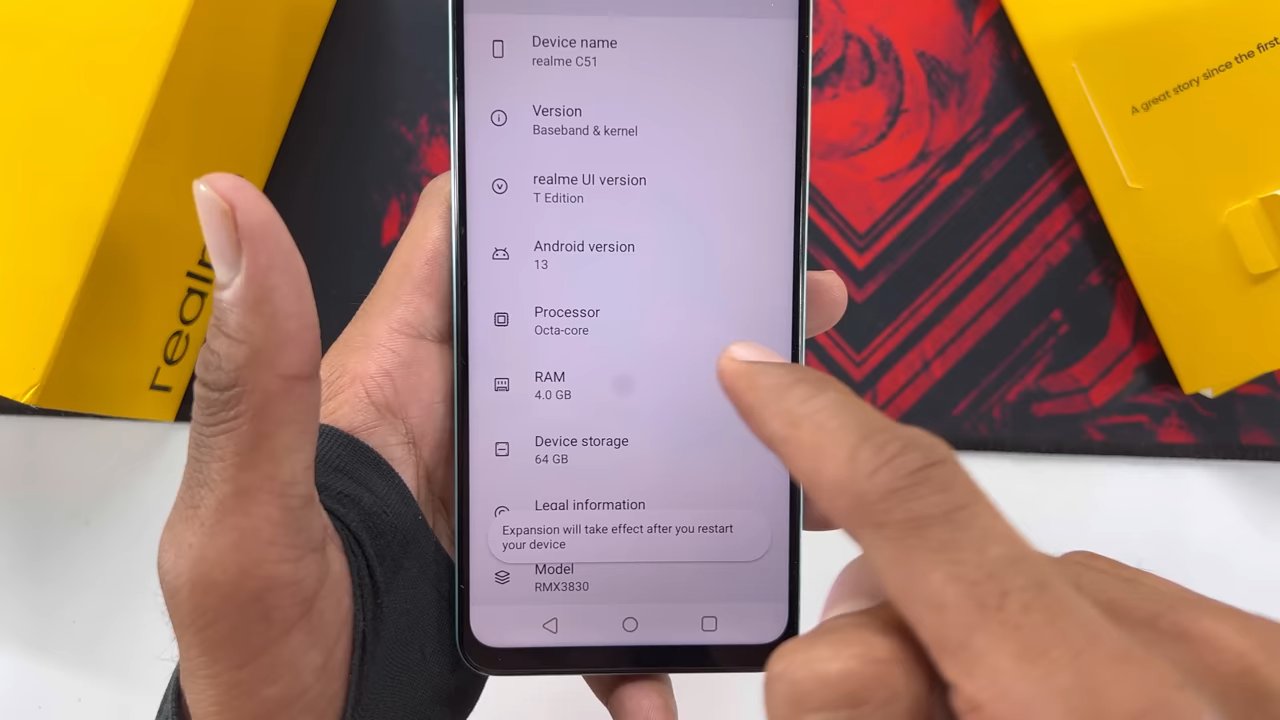 Device name
realme C51
Version
Baseband & kernel
realme UI version
T Edition
Android version
13
Processor
Octa-core
RAM
4.0 GB
Device storage
64 GB
Legal information
Expansion will take effect after you restart
your device
Model
RMX3830
A great story since the first